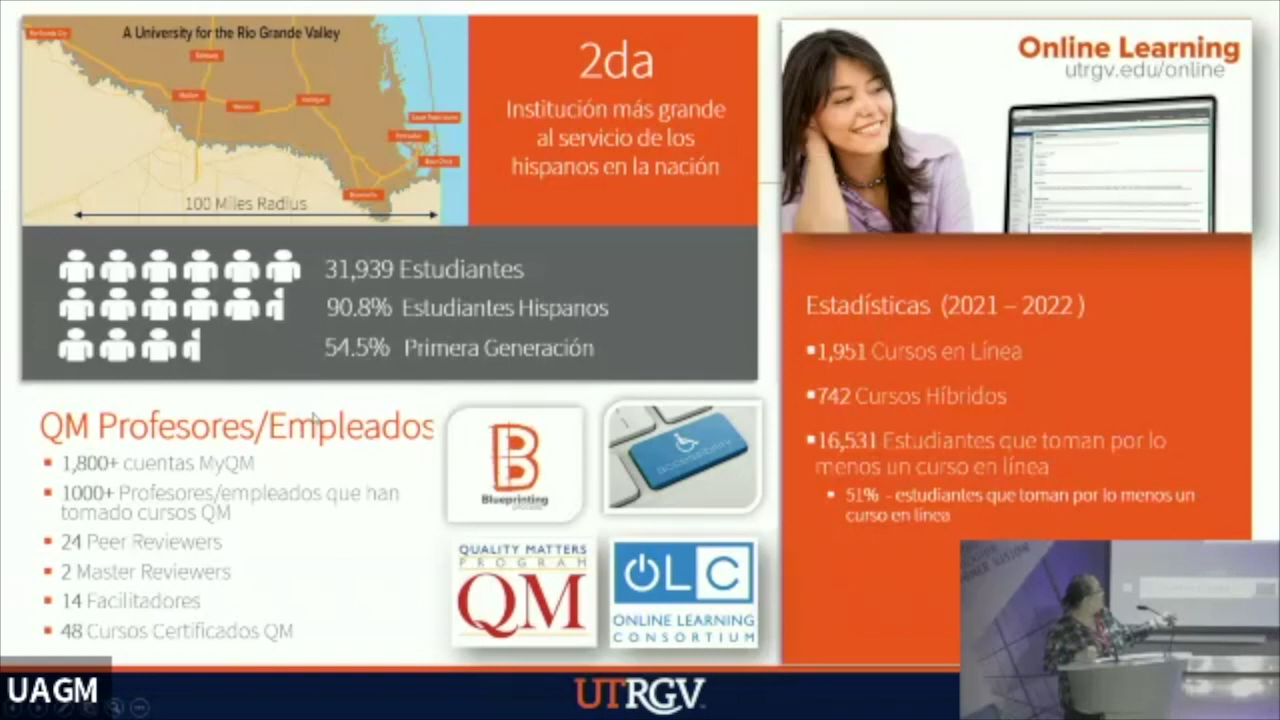 A University for the Rio Grande Valley
100 Miles Radius
2da
Institución más grande
al servicio de los
hispanos en la nación
31,939 Estudiantes
90.8% Estudiantes Hispanos
54.5% Primera Generación
QM Profesores/Empleados
▪ 1,800+ cuentas MyQM
▪ 1000+ Profesores/empleados que han
tomado cursos QM
▪ 24 Peer Reviewers
▪ 2 Master Reviewers
▪ 14 Facilitadores
▪ 48 Cursos Certificados QM
Blueprinting
accessibility
QUALITY MATTERS
PROGRAM
QM
OLC
ONLINE LEARNING
CONSORTIUM
Online Learning
utrgv.edu/online
Estadísticas (2021 – 2022 )
▪1,951 Cursos en Línea
▪742 Cursos Híbridos
▪16,531 Estudiantes que toman por lo
menos un curso en línea
▪ 51% - estudiantes que toman por lo menos un
curso en línea
UAGM
UTRGV